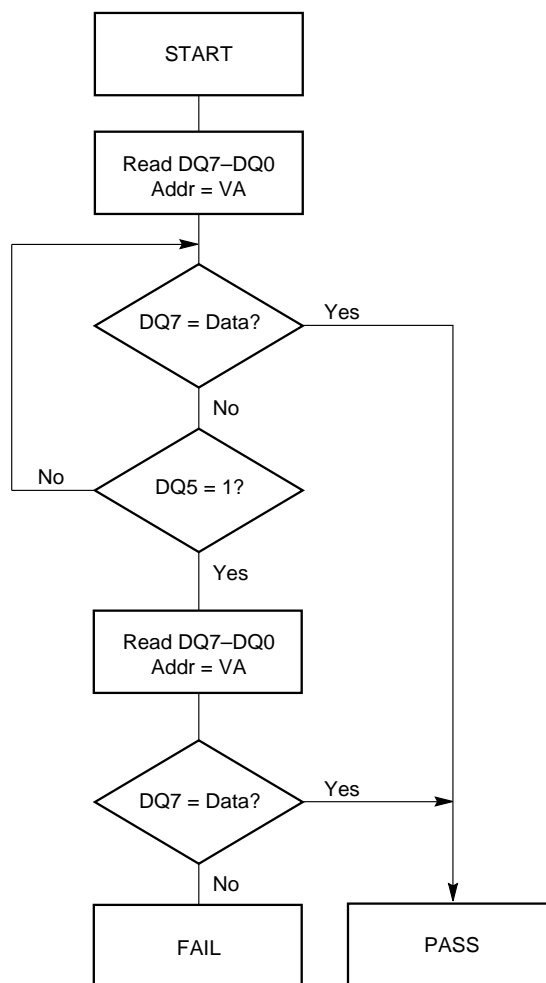 START
Read DQ7–DQ0
Addr = VA
DQ7 = Data?
Yes
No
No
DQ5 = 1?
Yes
Read DQ7–DQ0
Addr = VA
DQ7 = Data?
Yes
No
FAIL
PASS